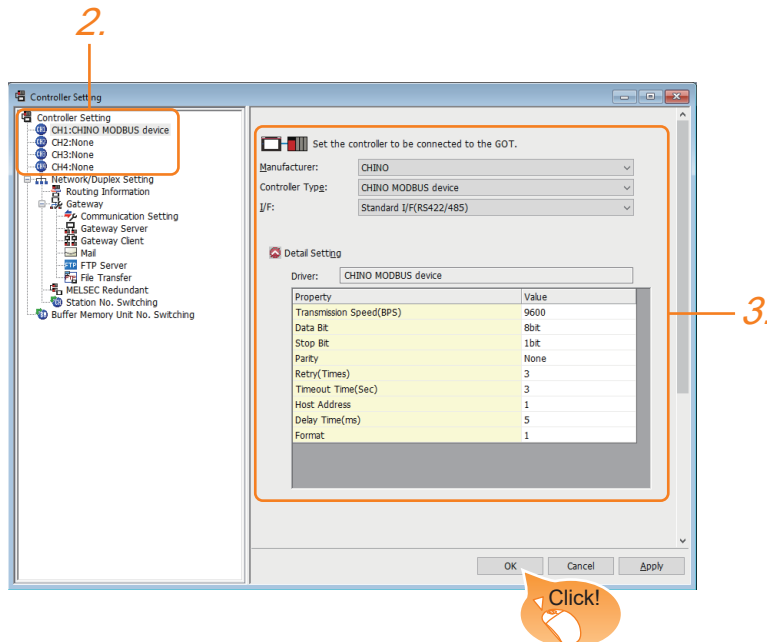 2.
Controller Setting
Controller Setting
CH1:CHINO MODBUS device
CH2:None
CH3:None
CH4:None
Network/Duplex Setting
Routing Information
Gateway
Communication Setting
Gateway Server
Gateway Client
Mail
FTP FTP Server
File Transfer
MELSEC Redundant
Station No. Switching
Buffer Memory Unit No. Switching
Set the controller to be connected to the GOT.
Manufacturer: CHINO
Controller Type: CHINO MODBUS device
I/F: Standard I/F(RS422/485)
Detail Setting
Driver: CHINO MODBUS device
Property Value
Transmission Speed(BPS) 9600
Data Bit 8bit
Stop Bit 1bit
Parity None
Retry(Times) 3
Timeout Time(Sec) 3
Host Address 1
Delay Time(ms) 5
Format 1
3.
OK Cancel Apply
Click!